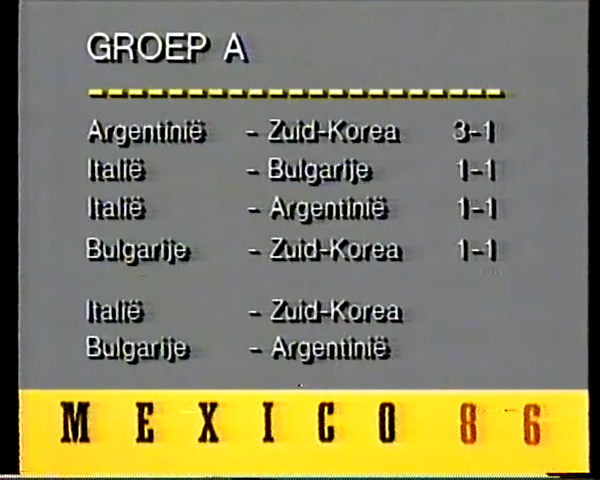 GROEP A
Argentinië - Zuid-Korea 3-1
Italië - Bulgarije 1-1
Italië - Argentinië 1-1
Bulgarije - Zuid-Korea 1-1
Italië - Zuid-Korea
Bulgarije - Argentinië
MEXICO 86